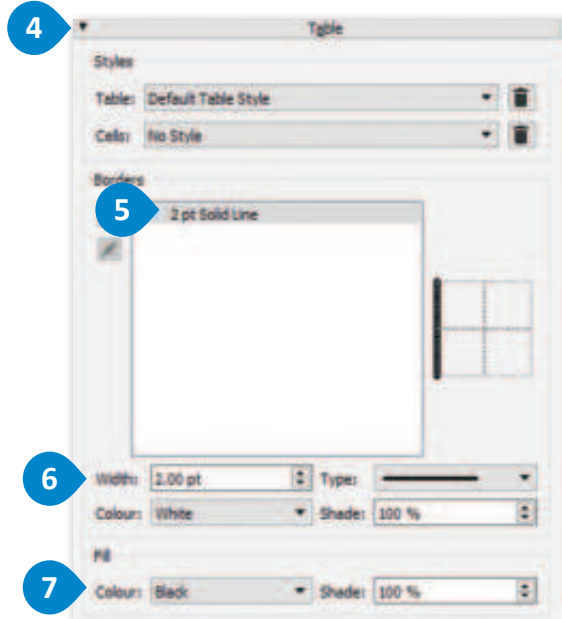 4 Table
Styles
Table: Default Table Style
Cells: No Style
Borders
5 2 pt Solid Line
6 Width: 2.00 pt Type:
Colour: White Shade: 100 %
Fill
7 Colour: Black Shade: 100 %